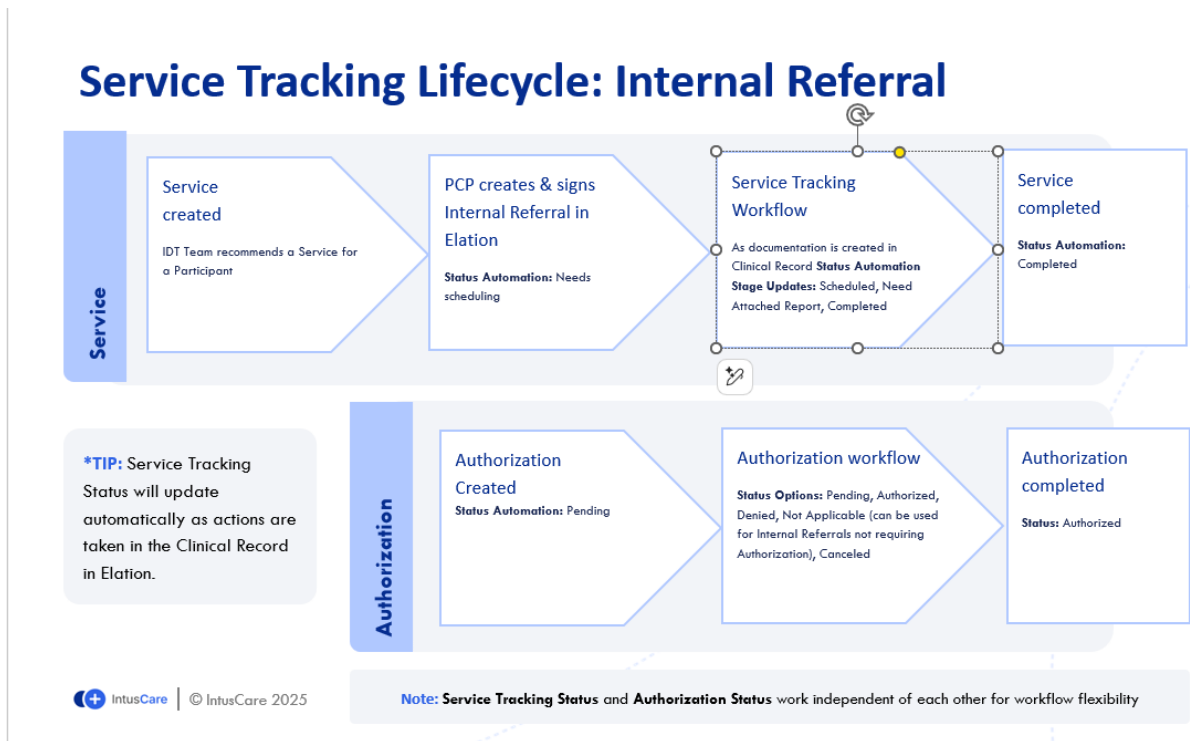 Service Tracking Lifecycle: Internal Referral
Service
Service
created
IDT Team recommends a Service for
a Participant
PCP creates & signs
Internal Referral in
Elation
Status Automation: Needs
scheduling
Service Tracking
Workflow
As documentation is created in
Clinical Record Status Automation
Stage Updates: Scheduled, Need
Attached Report, Completed
Service
completed
Status Automation:
Completed
*TIP: Service Tracking
Status will update
automatically as actions are
taken in the Clinical Record
in Elation.
Authorization
Authorization
Created
Status Automation: Pending
Authorization workflow
Status Options: Pending, Authorized,
Denied, Not Applicable (can be used
for Internal Referrals not requiring
Authorization), Canceled
Authorization
completed
Status: Authorized
IntusCare | © IntusCare 2025
Note: Service Tracking Status and Authorization Status work independent of each other for workflow flexibility